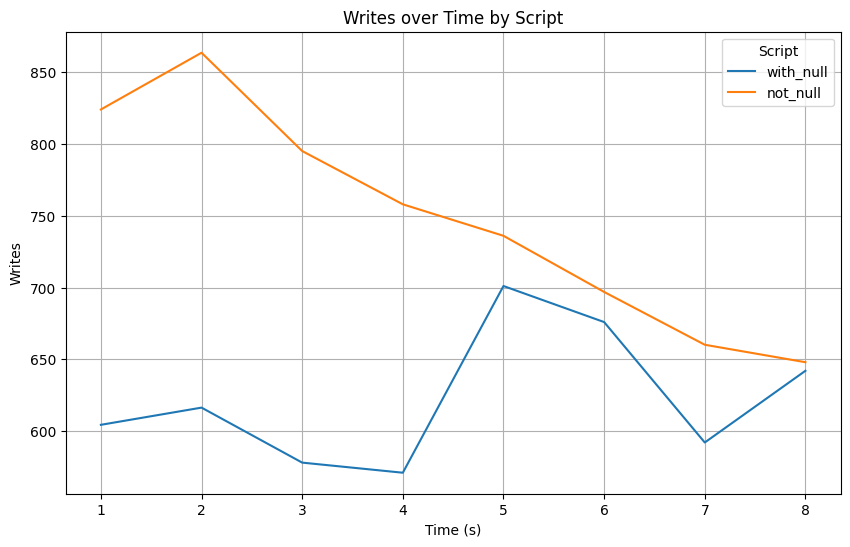 Writes over Time by Script
Script
with_null
not_null
Writes
850
800
750
700
650
600
1 2 3 4 5 6 7 8
Time (s)